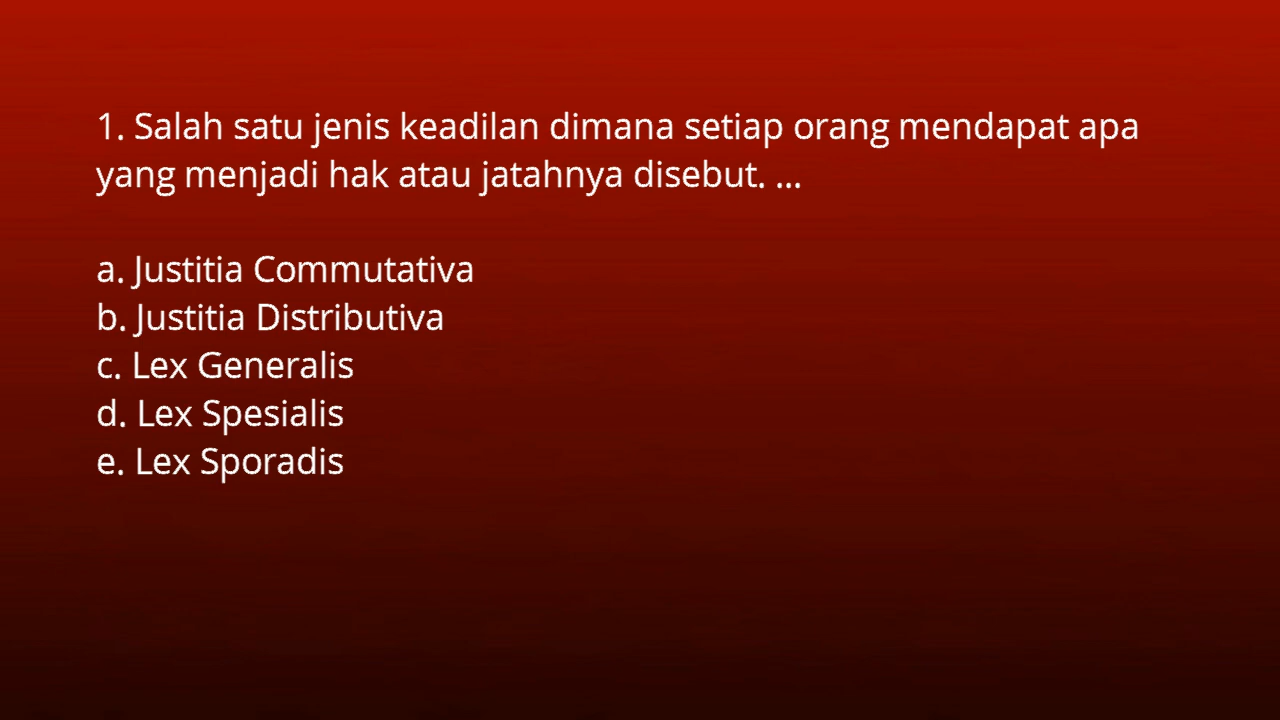 1. Salah satu jenis keadilan dimana setiap orang mendapat apa
yang menjadi hak atau jatahnya disebut. ...
a. Justitia Commutativa
b. Justitia Distributiva
c. Lex Generalis
d. Lex Spesialis
e. Lex Sporadis